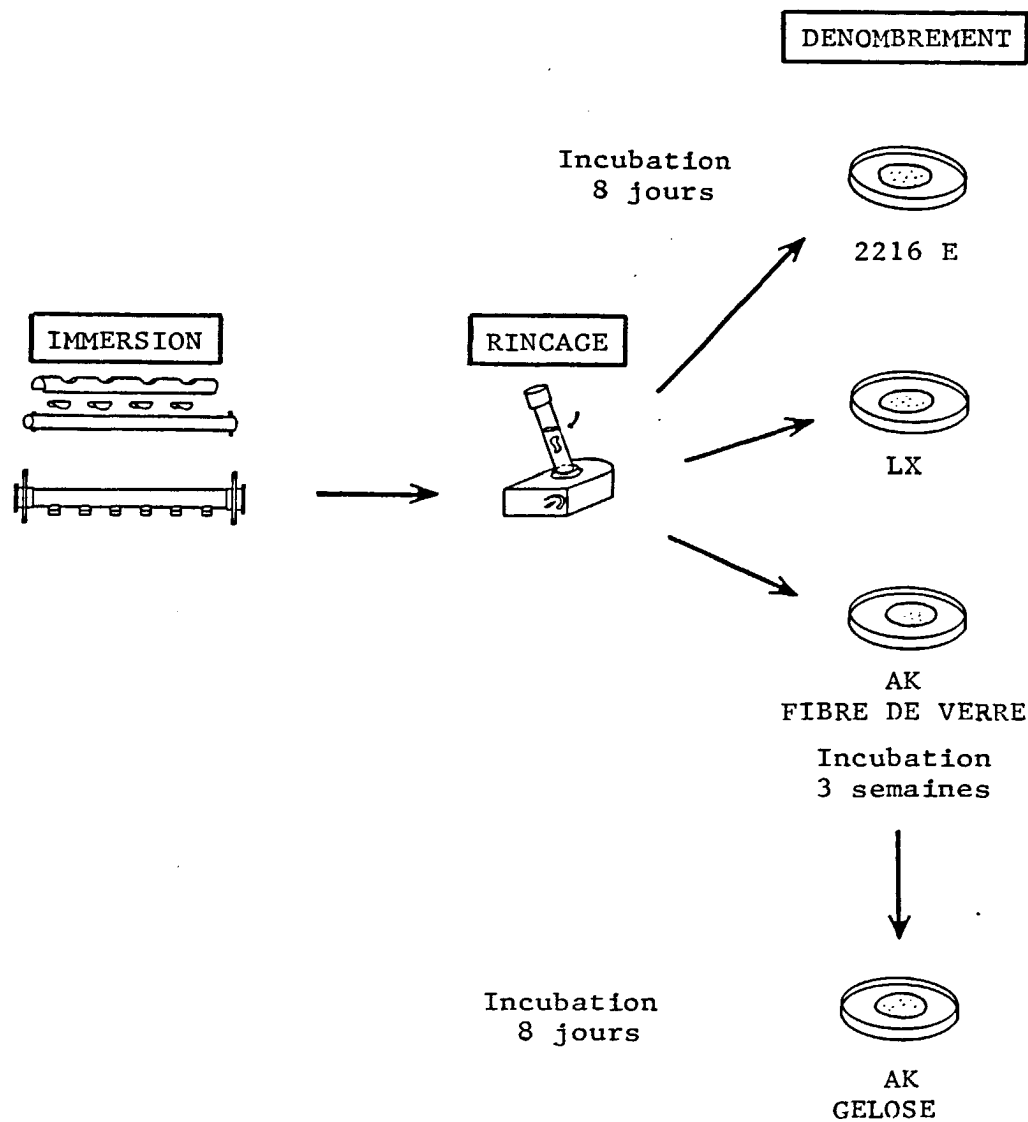 DENOMBREMENT
Incubation
8 jours
2216 E
IMMERSION
RINCAGE
LX
AK
FIBRE DE VERRE
Incubation
3 semaines
Incubation
8 jours
AK
GELOSE